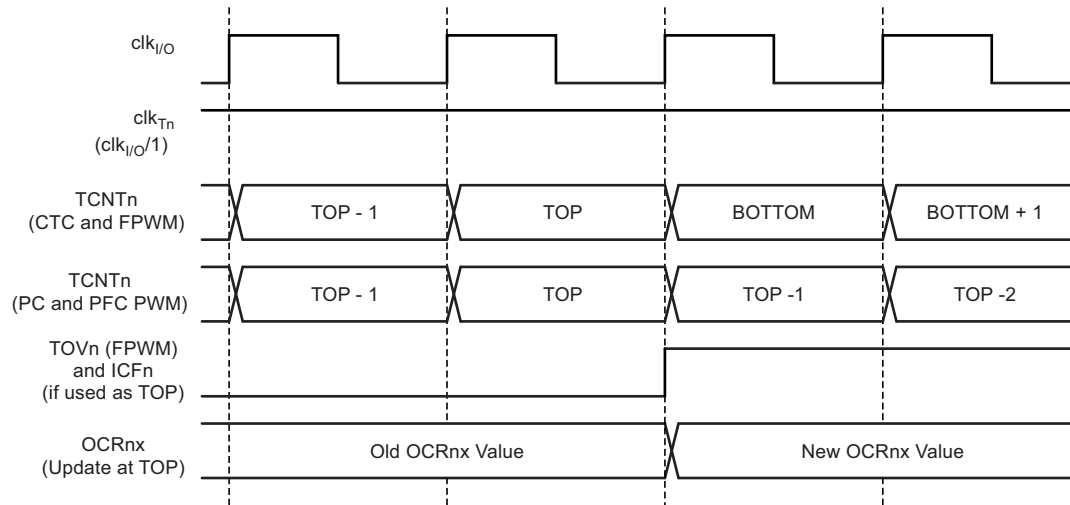 clkI/O
clkTn
(clkI/O/1)
TCNTn
(CTC and FPWM)
TOP - 1
TOP
BOTTOM
BOTTOM + 1
TCNTn
(PC and PFC PWM)
TOP - 1
TOP
TOP -1
TOP -2
TOVn (FPWM)
and ICFn
(if used as TOP)
OCRnx
(Update at TOP)
Old OCRnx Value
New OCRnx Value